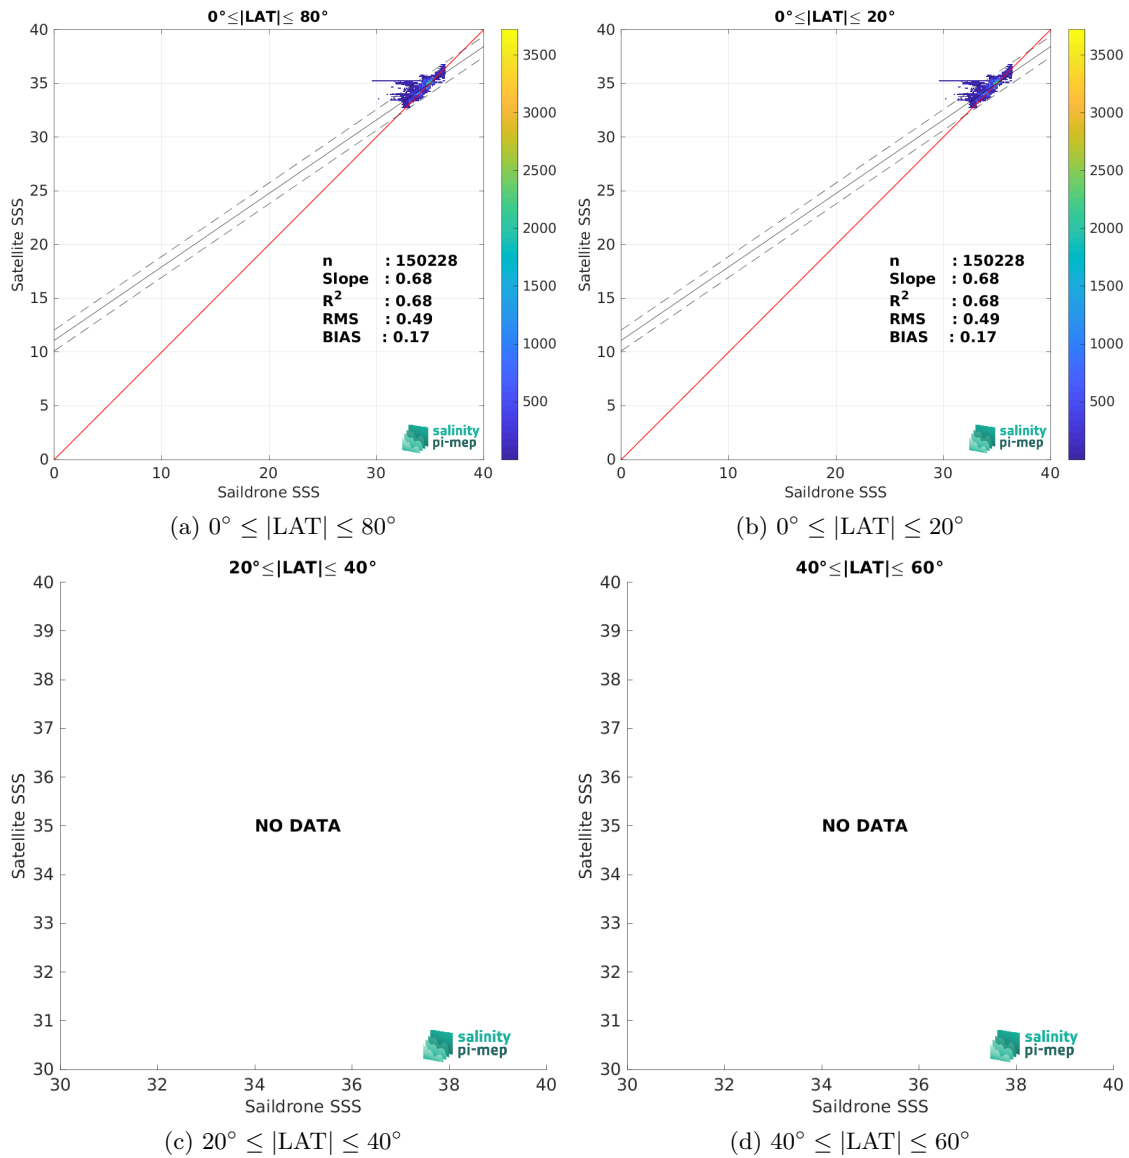 0°≤|LAT|≤ 80°
40
35
30
25
20
15
10
5
0
Satellite SSS
0
10
20
30
40
Saildrone SSS
3500
3000
2500
2000
1500
1000
500
n : 150228
Slope : 0.68
R² : 0.68
RMS : 0.49
BIAS : 0.17
salinity
pi-mep
(a) 0° ≤ |LAT| ≤ 80°
0°≤|LAT|≤ 20°
40
35
30
25
20
15
10
5
0
Satellite SSS
0
10
20
30
40
Saildrone SSS
3500
3000
2500
2000
1500
1000
500
n : 150228
Slope : 0.68
R² : 0.68
RMS : 0.49
BIAS : 0.17
salinity
pi-mep
(b) 0° ≤ |LAT| ≤ 20°
20°≤|LAT|≤ 40°
40
39
38
37
36
35
34
33
32
31
30
Satellite SSS
NO DATA
salinity
pi-mep
30
32
34
36
38
40
Saildrone SSS
(c) 20° ≤ |LAT| ≤ 40°
40°≤|LAT|≤ 60°
40
39
38
37
36
35
34
33
32
31
30
Satellite SSS
NO DATA
salinity
pi-mep
30
32
34
36
38
40
Saildrone SSS
(d) 40° ≤ |LAT| ≤ 60°